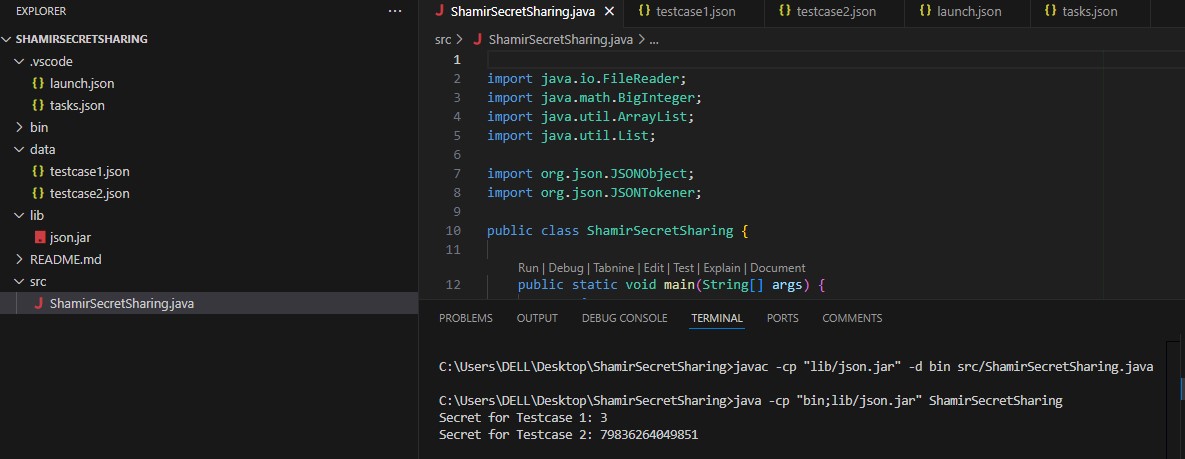 EXPLORER ...
SHAMIRSECRETSHARING
.vscode
{} launch.json
{} tasks.json
bin
data
{} testcase1.json
{} testcase2.json
lib
json.jar
README.md
src
J ShamirSecretSharing.java
J ShamirSecretSharing.java × {} testcase1.json {} testcase2.json {} launch.json {} tasks.json
src > J ShamirSecretSharing.java > ...
1
2 import java.io.FileReader;
3 import java.math.BigInteger;
4 import java.util.ArrayList;
5 import java.util.List;
6
7 import org.json.JSONObject;
8 import org.json.JSONTokener;
9
10 public class ShamirSecretSharing {
11
Run | Debug | Tabnine | Edit | Test | Explain | Document
12 public static void main(String[] args) {
PROBLEMS OUTPUT DEBUG CONSOLE TERMINAL PORTS COMMENTS
C:\Users\DELL\Desktop\ShamirSecretSharing>javac -cp "lib/json.jar" -d bin src/ShamirSecretSharing.java
C:\Users\DELL\Desktop\ShamirSecretSharing>java -cp "bin;lib/json.jar" ShamirSecretSharing
Secret for Testcase 1: 3
Secret for Testcase 2: 79836264049851